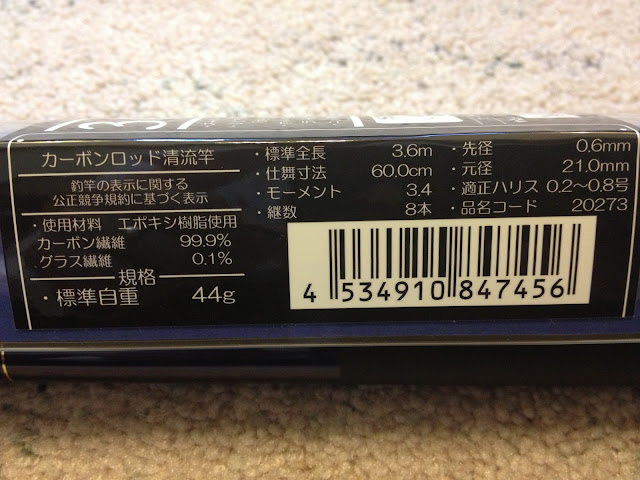 カーボンロッド清流竿
釣竿の表示に関する
公正競争規約に基づく表示
・使用材料 エポキシ樹脂使用
カーボン繊維 99.9%
グラス繊維 0.1%
規格
・標準自重 44g
・標準全長 3.6m
・仕舞寸法 60.0cm
・モーメント 3.4
・継数 8本
・先径 0.6mm
・元径 21.0mm
・適正ハリス 0.2～0.8号
・品名コード 20273
4 534910 847456